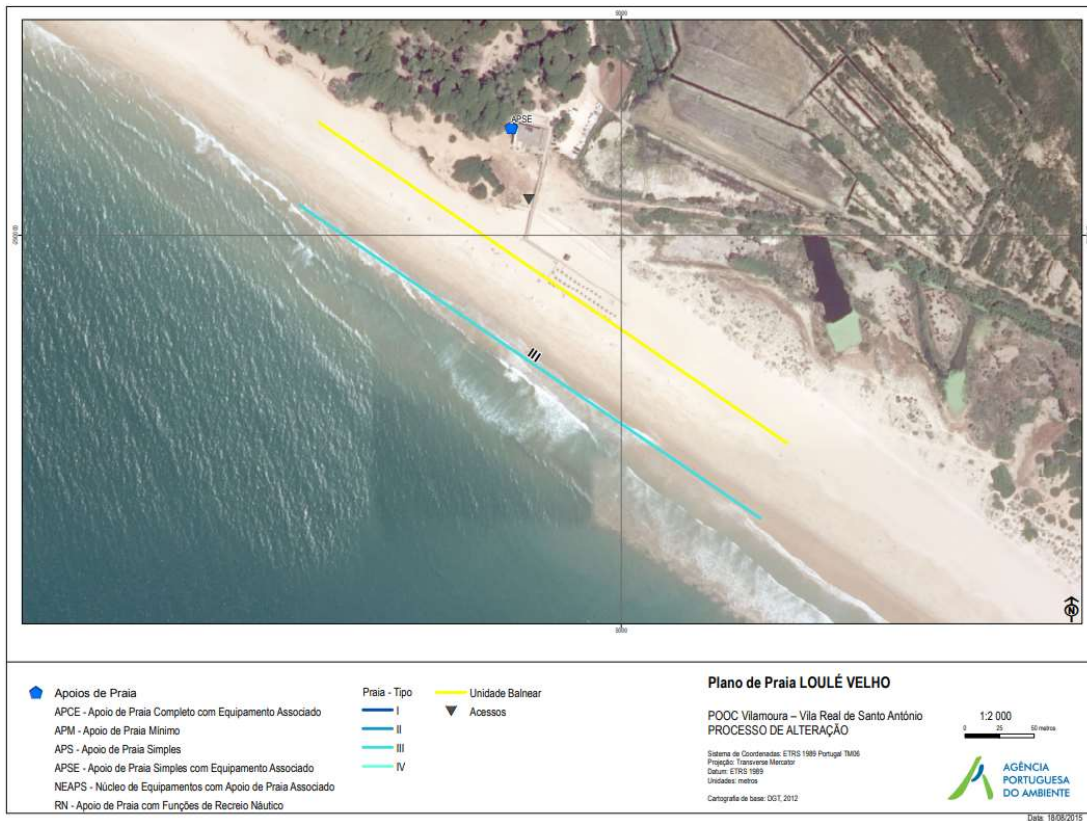 5000
APSE
III
5000
Apoios de Praia
APCE - Apoio de Praia Completo com Equipamento Associado
APM - Apoio de Praia Mínimo
APS - Apoio de Praia Simples
APSE - Apoio de Praia Simples com Equipamento Associado
NEAPS - Núcleo de Equipamentos com Apoio de Praia Associado
RN - Apoio de Praia com Funções de Recreio Náutico
Praia - Tipo
I
II
III
IV
Unidade Balnear
Acessos
Plano de Praia LOULÉ VELHO
POOC Vilamoura – Vila Real de Santo António
PROCESSO DE ALTERAÇÃO
Sistema de Coordenadas: ETRS 1989 Portugal TM06
Projeção: Transverse Mercator
Datum: ETRS 1989
Unidades: metros
Cartografia de base: DGT, 2012
1:2 000
0 25 50 metros
N
AGÊNCIA
PORTUGUESA
DO AMBIENTE
Data: 18/08/2015